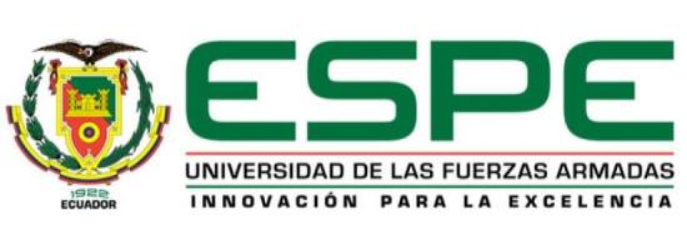 ESPE
UNIVERSIDAD DE LAS FUERZAS ARMADAS
INNOVACIÓN PARA LA EXCELENCIA
1922
ECUADOR